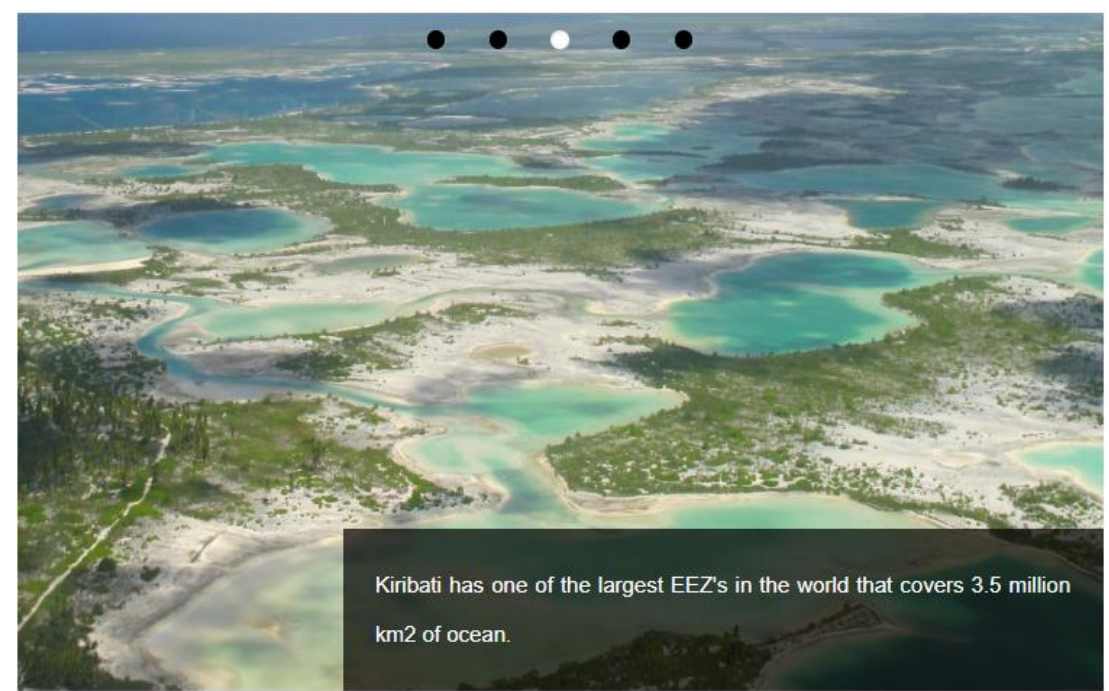 Kiribati has one of the largest EEZ's in the world that covers 3.5 million
km2 of ocean.